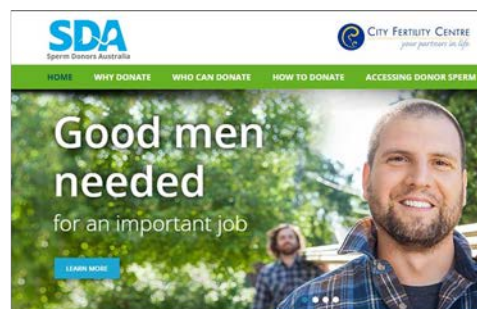 SDA
Sperm Donors Australia
CITY FERTILITY CENTRE
your partners in life
HOME WHY DONATE WHO CAN DONATE HOW TO DONATE ACCESSING DONOR SPERM
Good men
needed
for an important job
LEARN MORE